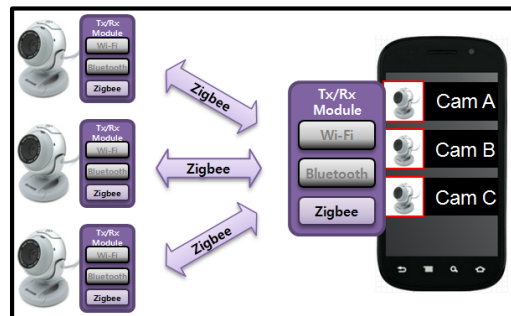 Tx/Rx
Module
Wi-Fi
Bluetooth
Zigbee
Tx/Rx
Module
Wi-Fi
Bluetooth
Zigbee
Tx/Rx
Module
Wi-Fi
Bluetooth
Zigbee
Zigbee
Zigbee
Zigbee
Tx/Rx
Module
Wi-Fi
Bluetooth
Zigbee
Cam A
Cam B
Cam C